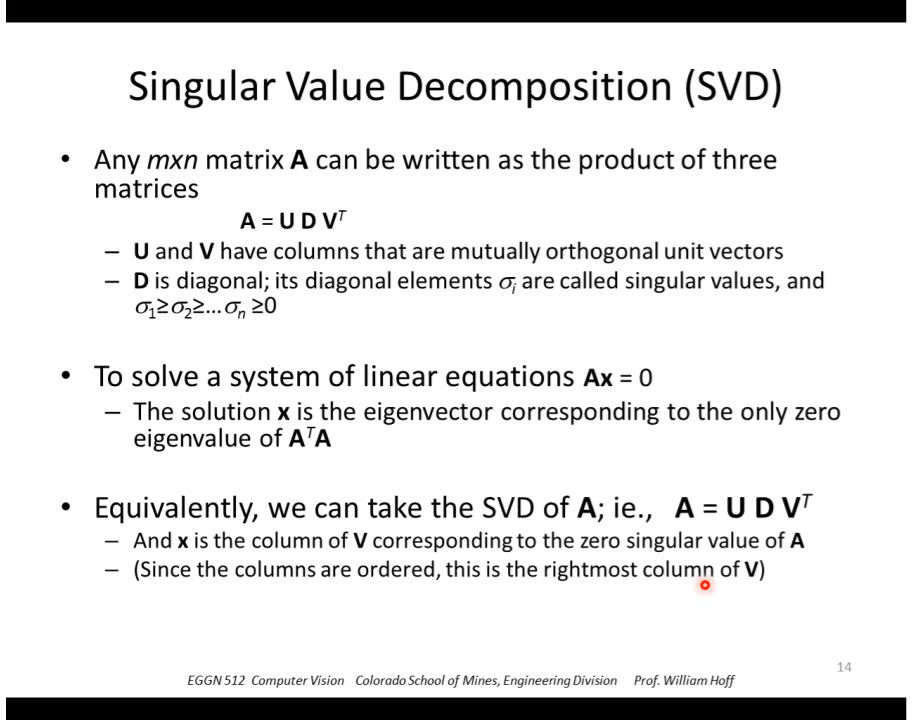 Singular Value Decomposition (SVD)
• Any mxn matrix A can be written as the product of three
matrices
A = U D Vᵀ
– U and V have columns that are mutually orthogonal unit vectors
– D is diagonal; its diagonal elements σᵢ are called singular values, and
σ₁≥σ₂≥…σₙ ≥0
• To solve a system of linear equations Ax = 0
– The solution x is the eigenvector corresponding to the only zero
eigenvalue of AᵀA
• Equivalently, we can take the SVD of A; ie., A = U D Vᵀ
– And x is the column of V corresponding to the zero singular value of A
– (Since the columns are ordered, this is the rightmost column of V)
14
EGGN 512 Computer Vision Colorado School of Mines, Engineering Division Prof. William Hoff